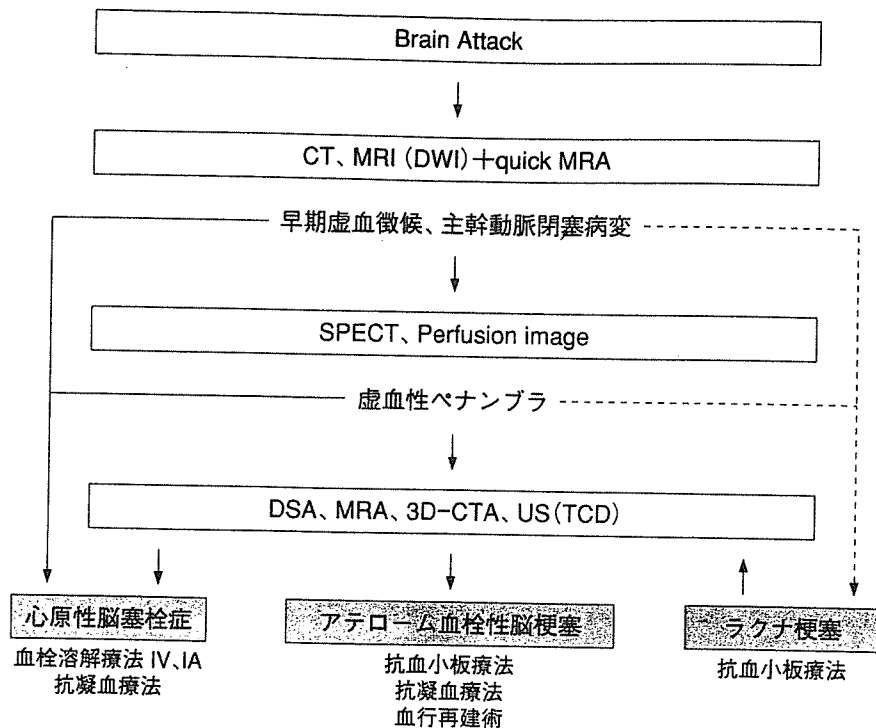 Brain Attack
CT、MRI (DWI)＋quick MRA
早期虚血徴候、主幹動脈閉塞病変
SPECT、Perfusion image
虚血性ペナンブラ
DSA、MRA、3D-CTA、US(TCD)
心原性脳塞栓症
血栓溶解療法 IV、IA
抗凝血療法
アテローム血栓性脳梗塞
抗血小板療法
抗凝血療法
血行再建術
ラクナ梗塞
抗血小板療法